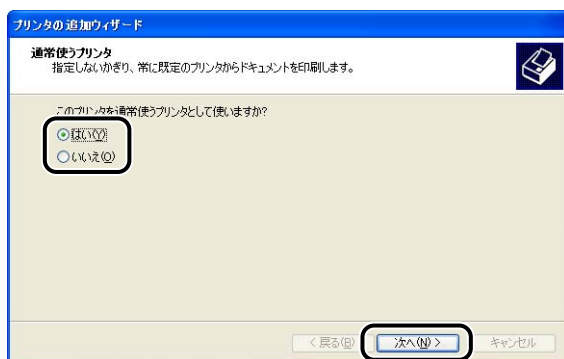 プリンタの追加ウィザード
通常使うプリンタ
指定しないかぎり、常に既定のプリンタからドキュメントを印刷します。
このプリンタを通常使うプリンタとして使いますか?
はい(Y)
いいえ(O)
< 戻る(B) 次へ(N) > キャンセル